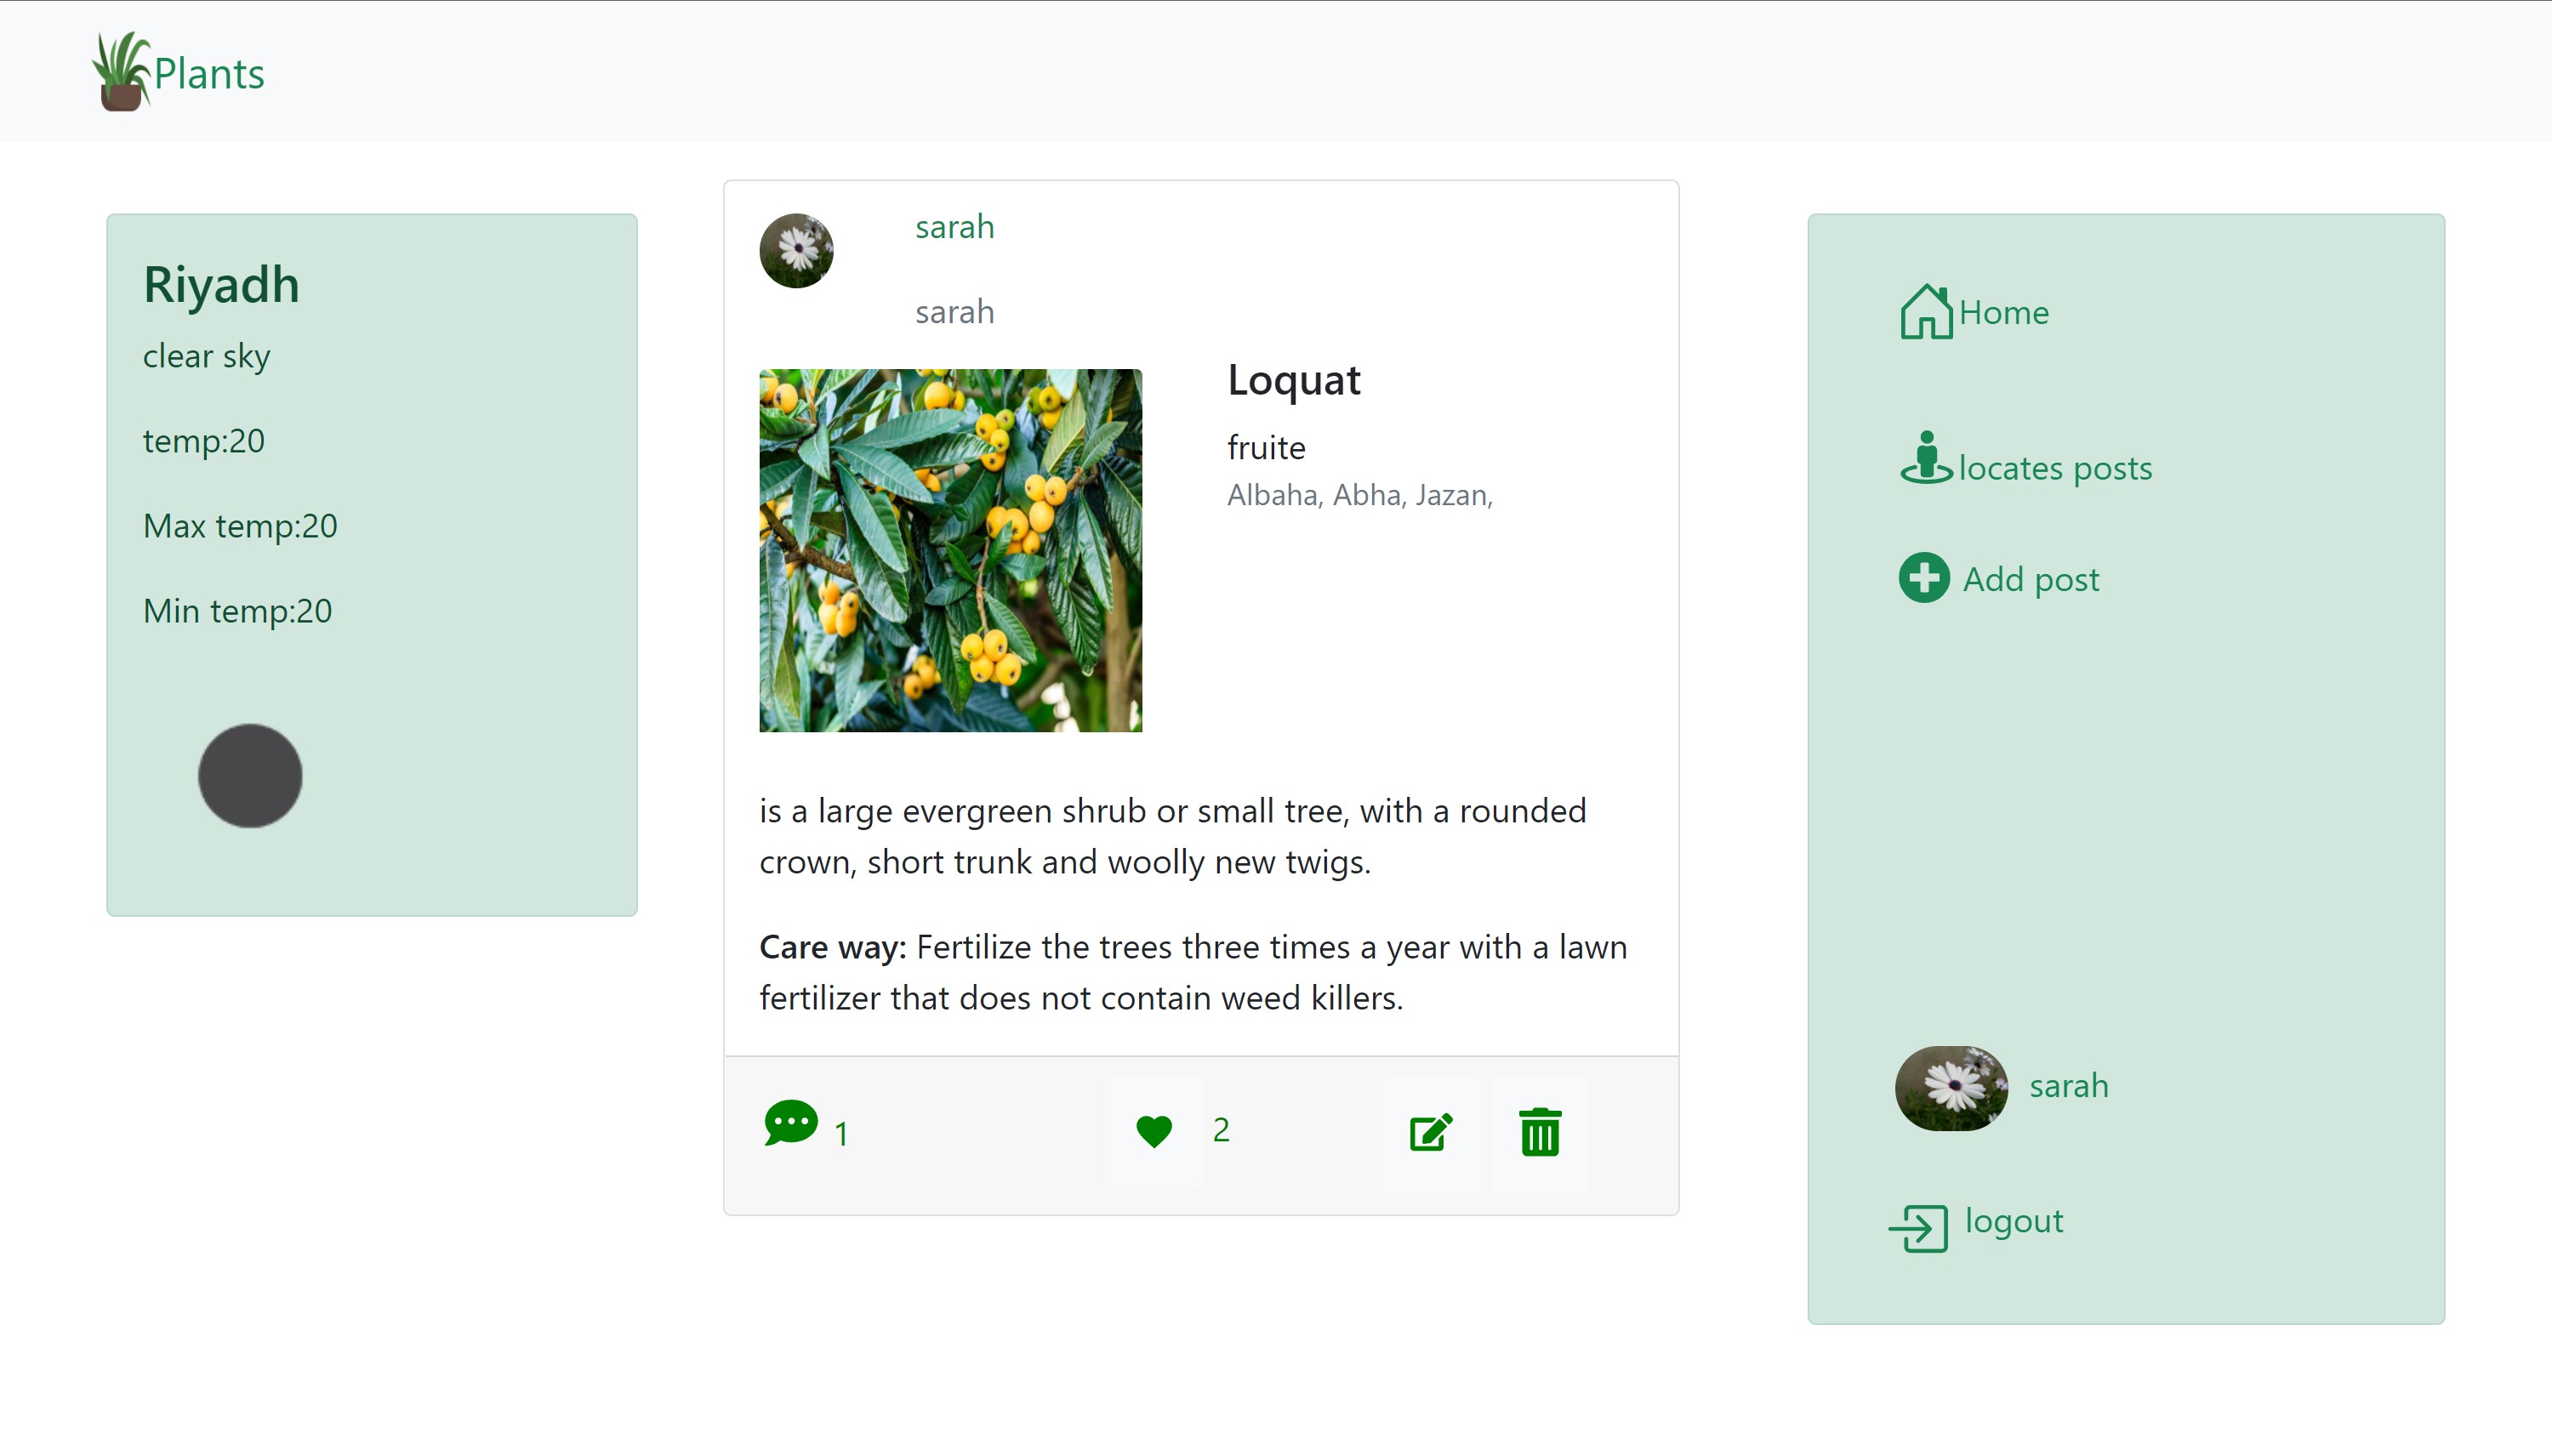 Plants
Riyadh
clear sky
temp:20
Max temp:20
Min temp:20
sarah
sarah
Loquat
fruite
Albaha, Abha, Jazan,
is a large evergreen shrub or small tree, with a rounded
crown, short trunk and woolly new twigs.
Care way: Fertilize the trees three times a year with a lawn
fertilizer that does not contain weed killers.
1
2
Home
locates posts
Add post
sarah
logout